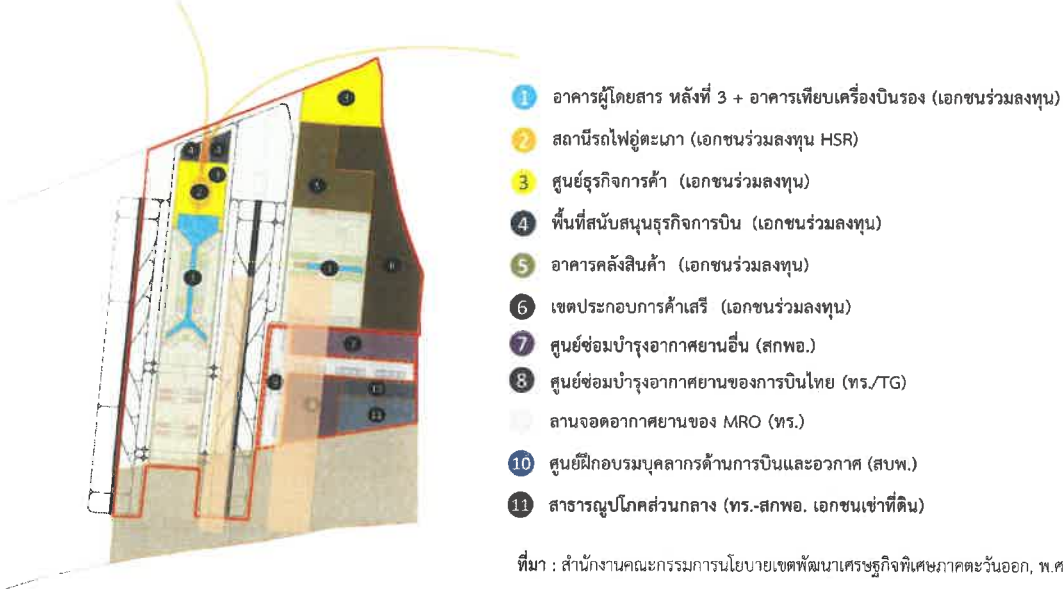 1 อาคารผู้โดยสาร หลังที่ 3 + อาคารเทียบเครื่องบินรอง (เอกชนร่วมลงทุน)
2 สถานีรถไฟอู่ตะเภา (เอกชนร่วมลงทุน HSR)
3 ศูนย์ธุรกิจการค้า (เอกชนร่วมลงทุน)
4 พื้นที่สนับสนุนธุรกิจการบิน (เอกชนร่วมลงทุน)
5 อาคารคลังสินค้า (เอกชนร่วมลงทุน)
6 เขตประกอบการค้าเสรี (เอกชนร่วมลงทุน)
7 ศูนย์ซ่อมบำรุงอากาศยานอื่น (สกพอ.)
8 ศูนย์ซ่อมบำรุงอากาศยานของการบินไทย (ทร./TG)
ลานจอดอากาศยานของ MRO (ทร.)
10 ศูนย์ฝึกอบรมบุคลากรด้านการบินและอวกาศ (สบพ.)
11 สาธารณูปโภคส่วนกลาง (ทร.-สกพอ. เอกชนเช่าที่ดิน)
ที่มา : สำนักงานคณะกรรมการนโยบายเขตพัฒนาเศรษฐกิจพิเศษภาคตะวันออก, พ.ศ